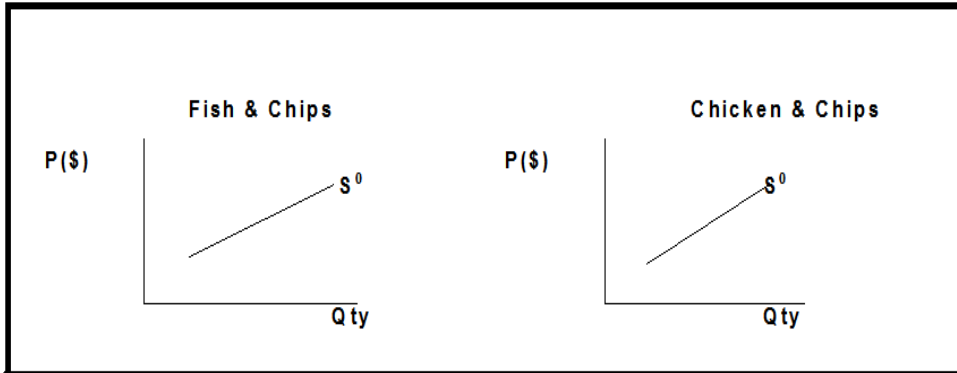 Fish & Chips
P($)
S⁰
Qty
Chicken & Chips
P($)
S⁰
Qty